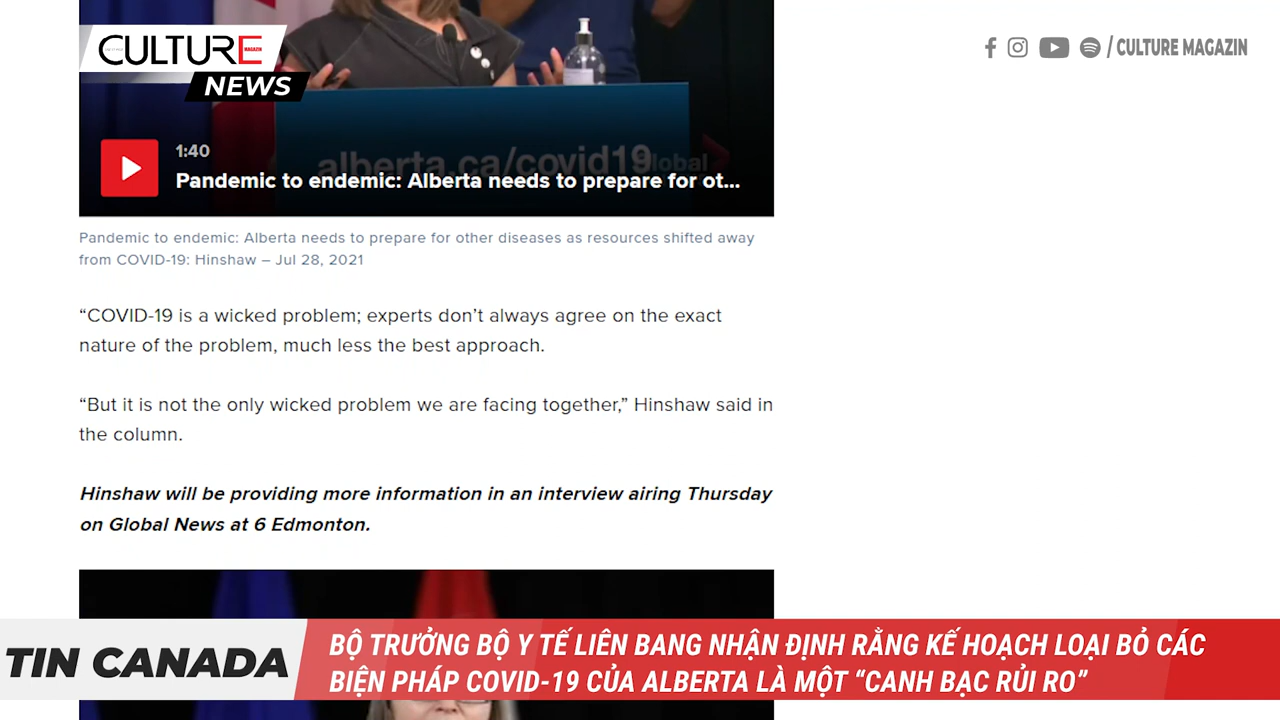 CULTURE
MAGAZIN
NEWS
/ CULTURE MAGAZIN
alberta.ca/covid19
Global
1:40
Pandemic to endemic: Alberta needs to prepare for ot...
Pandemic to endemic: Alberta needs to prepare for other diseases as resources shifted away
from COVID-19: Hinshaw – Jul 28, 2021
“COVID-19 is a wicked problem; experts don’t always agree on the exact
nature of the problem, much less the best approach.
“But it is not the only wicked problem we are facing together,” Hinshaw said in
the column.
Hinshaw will be providing more information in an interview airing Thursday
on Global News at 6 Edmonton.
TIN CANADA
BỘ TRƯỞNG BỘ Y TẾ LIÊN BANG NHẬN ĐỊNH RẰNG KẾ HOẠCH LOẠI BỎ CÁC
BIỆN PHÁP COVID-19 CỦA ALBERTA LÀ MỘT “CANH BẠC RỦI RO”